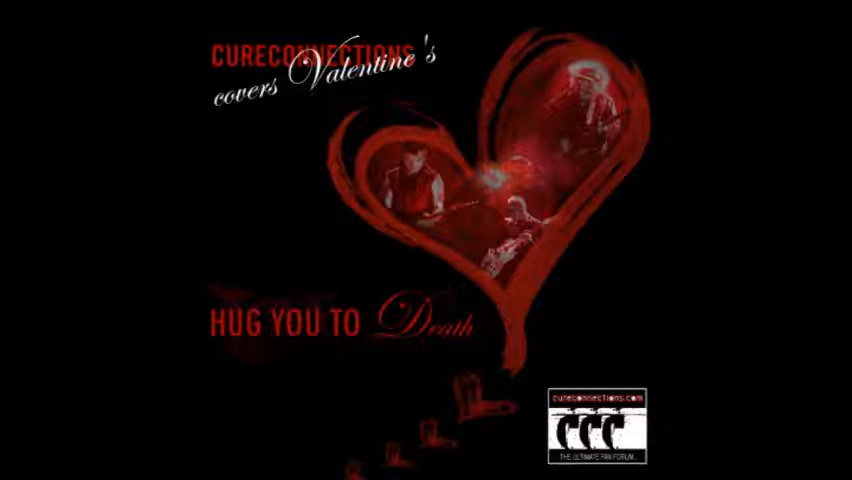 CURECONNECTIONS
covers Valentine's
HUG YOU TO Death
cureconnections.com
CCC
THE ULTIMATE FAN FORUM...